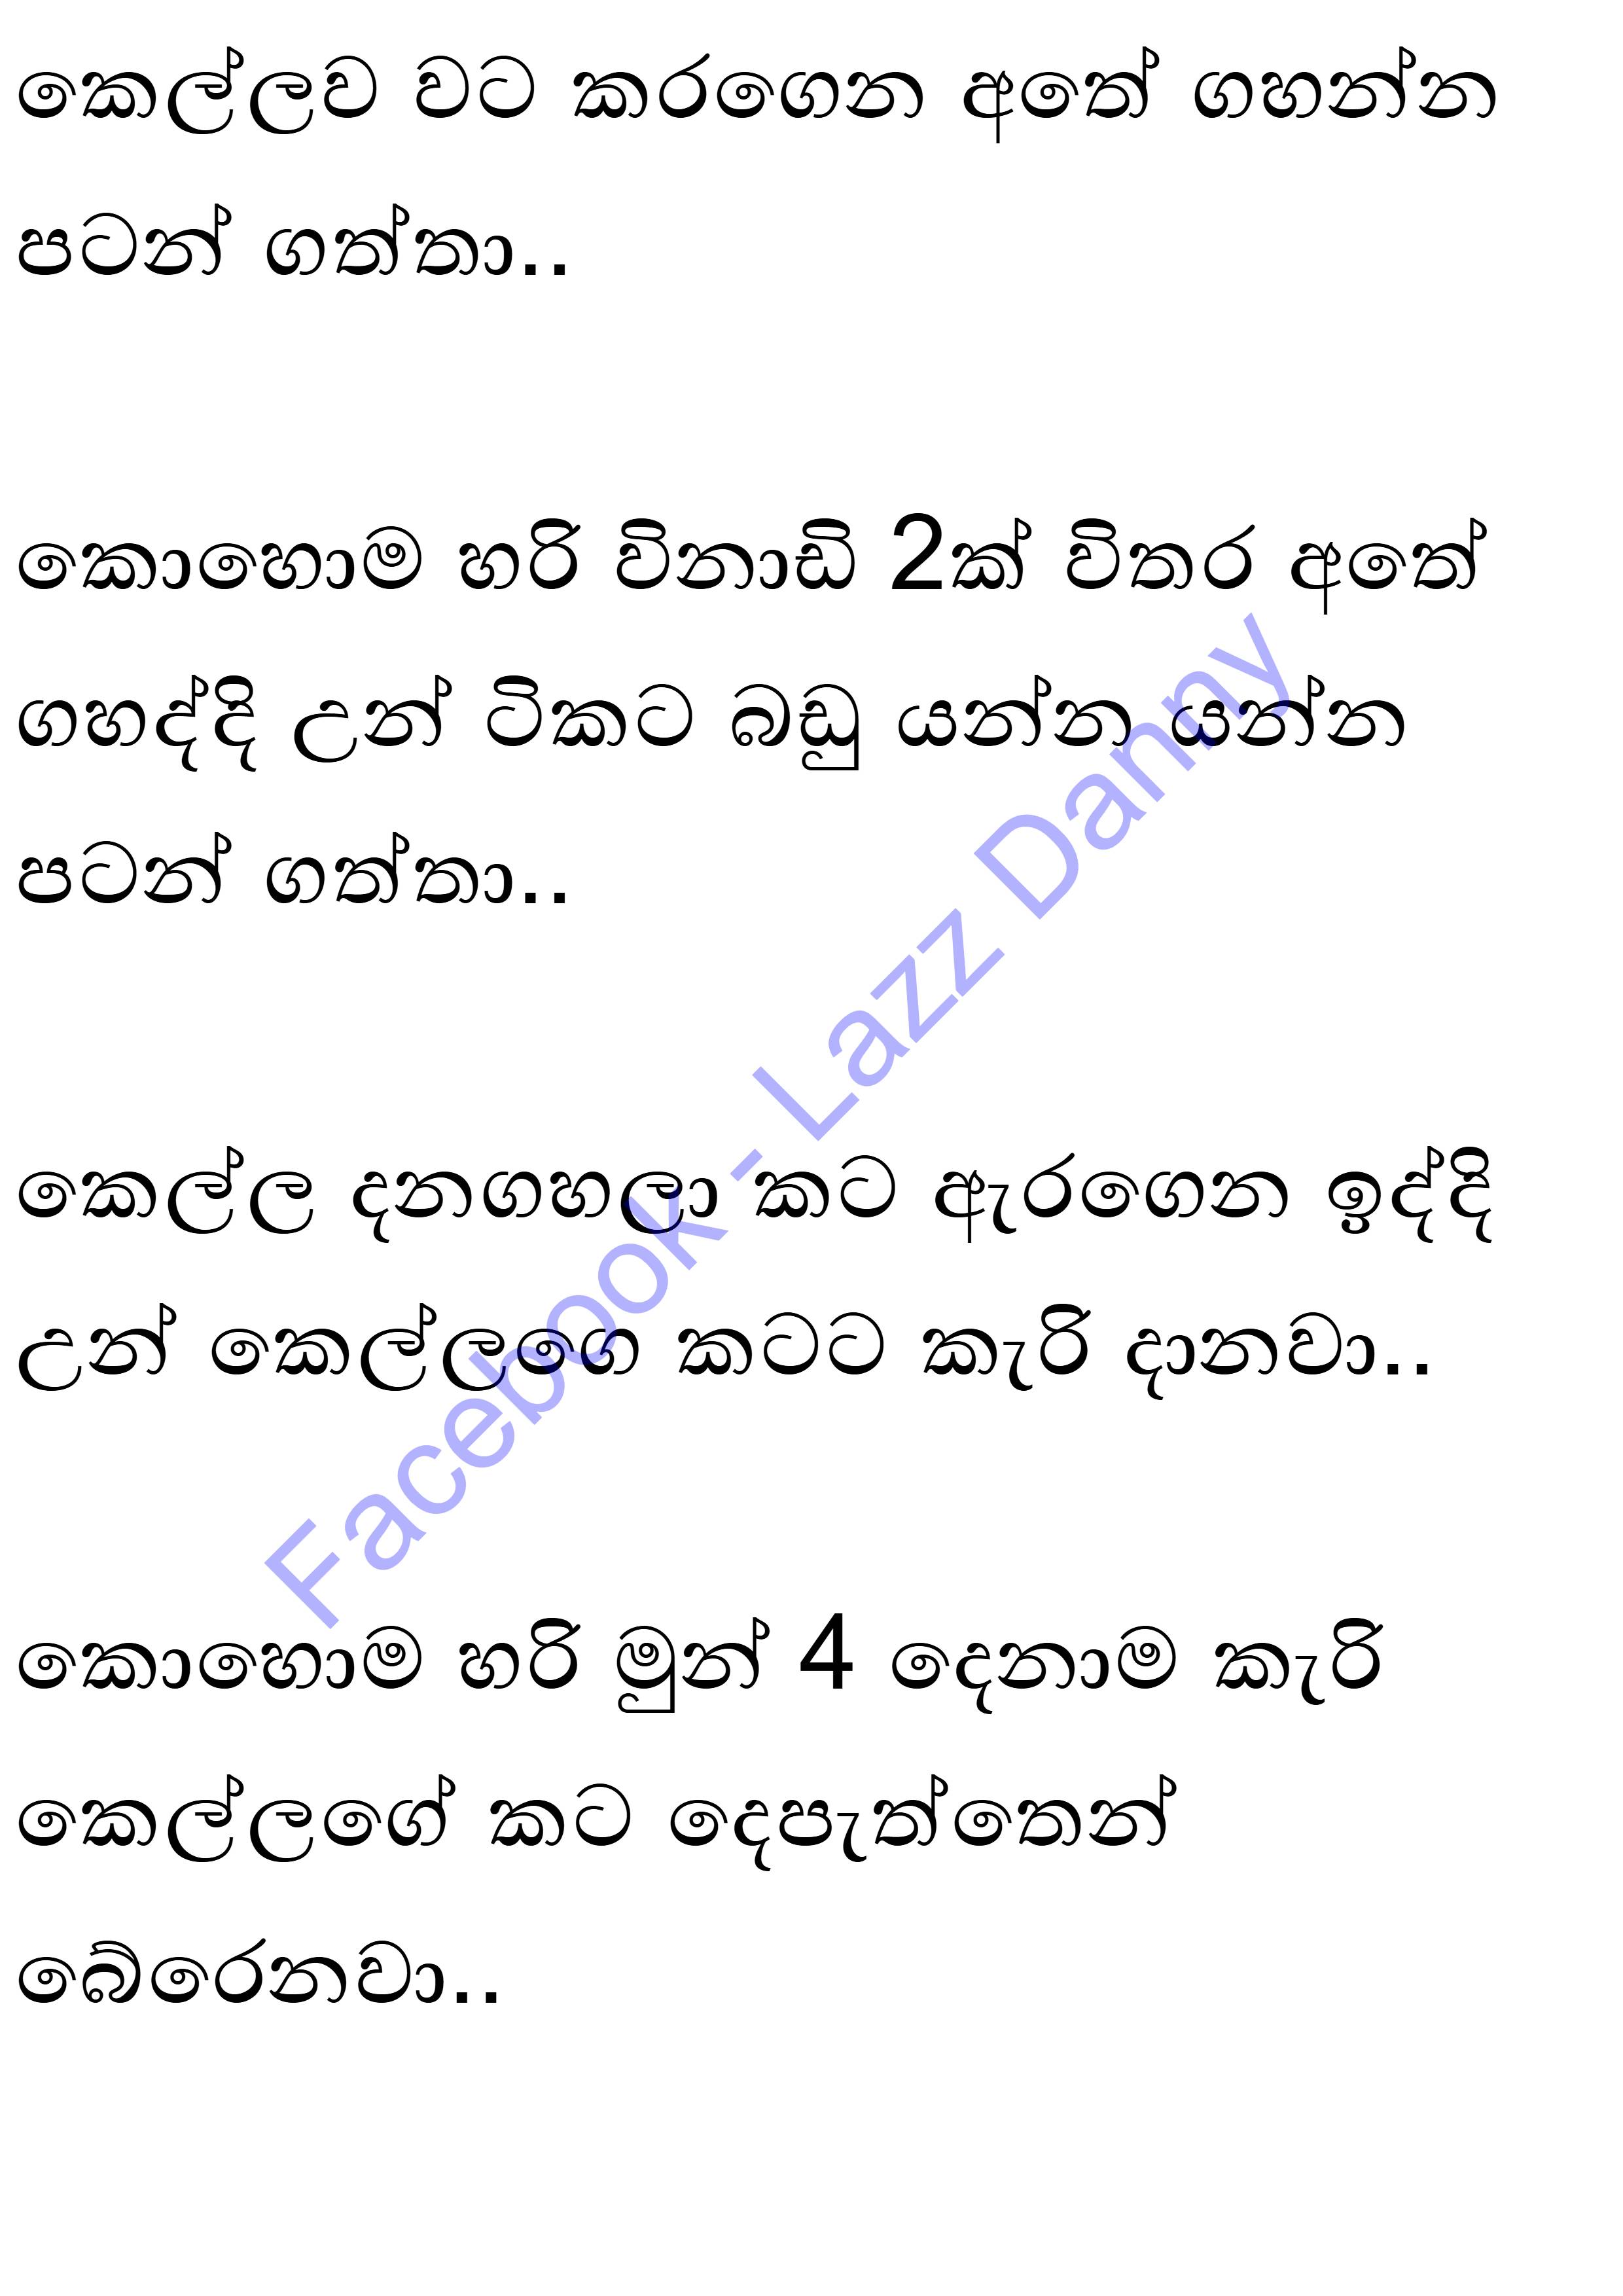 කෙල්ලව වට කරගෙන අතේ ගහන්න
පටන් ගත්තා..
කොහොම හරි විනාඩි 2ක් විතර අතේ
ගහද්දි උන් ටිකට බඩු යන්න යන්න
පටන් ගත්තා..
කෙල්ල දනගහලා කට ඇරගෙන ඉද්දි
උන් කෙල්ලගෙ කටට කැරි දානවා..
කොහොම හරි මුන් 4 දෙනාම කැරි
කෙල්ලගේ කට දෙපැත්තෙන්
බේරෙනවා..
Facebook - Lazz Danny